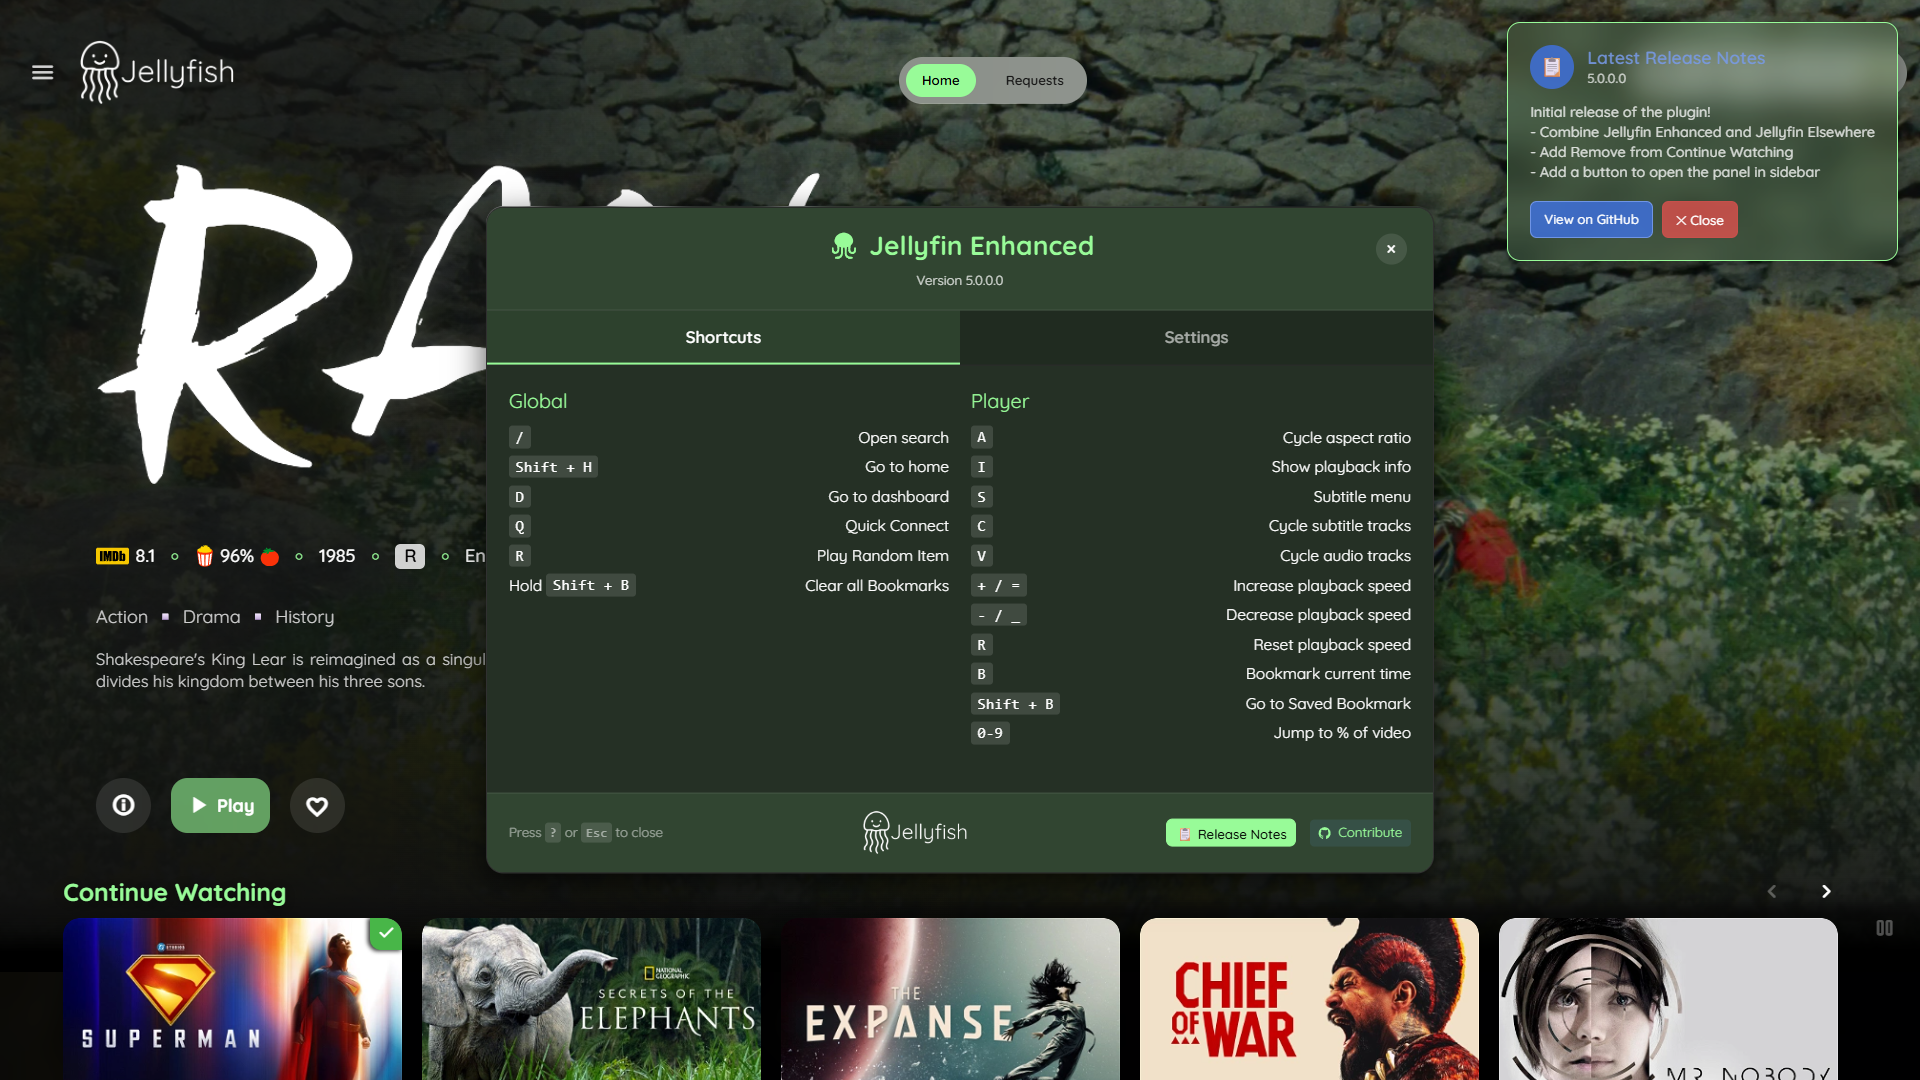 Jellyfish
Home
Requests
Latest Release Notes
5.0.0.0
Initial release of the plugin!
- Combine Jellyfin Enhanced and Jellyfin Elsewhere
- Add Remove from Continue Watching
- Add a button to open the panel in sidebar
View on GitHub
Close
Jellyfin Enhanced
Version 5.0.0.0
Shortcuts
Settings
Global
/ Open search
Shift + H Go to home
D Go to dashboard
Q Quick Connect
R Play Random Item
Hold Shift + B Clear all Bookmarks
Player
A Cycle aspect ratio
I Show playback info
S Subtitle menu
C Cycle subtitle tracks
V Cycle audio tracks
+ / = Increase playback speed
- / _ Decrease playback speed
R Reset playback speed
B Bookmark current time
Shift + B Go to Saved Bookmark
0-9 Jump to % of video
Press ? or Esc to close
Jellyfish
Release Notes
Contribute
IMDb 8.1 96% 1985 R En
Action Drama History
Shakespeare's King Lear is reimagined as a singul
divides his kingdom between his three sons.
Play
Continue Watching
SUPERMAN
NATIONAL
GEOGRAPHIC
SECRETS OF THE
ELEPHANTS
THE
EXPANSE
CHIEF
OF WAR
MR. NOBODY